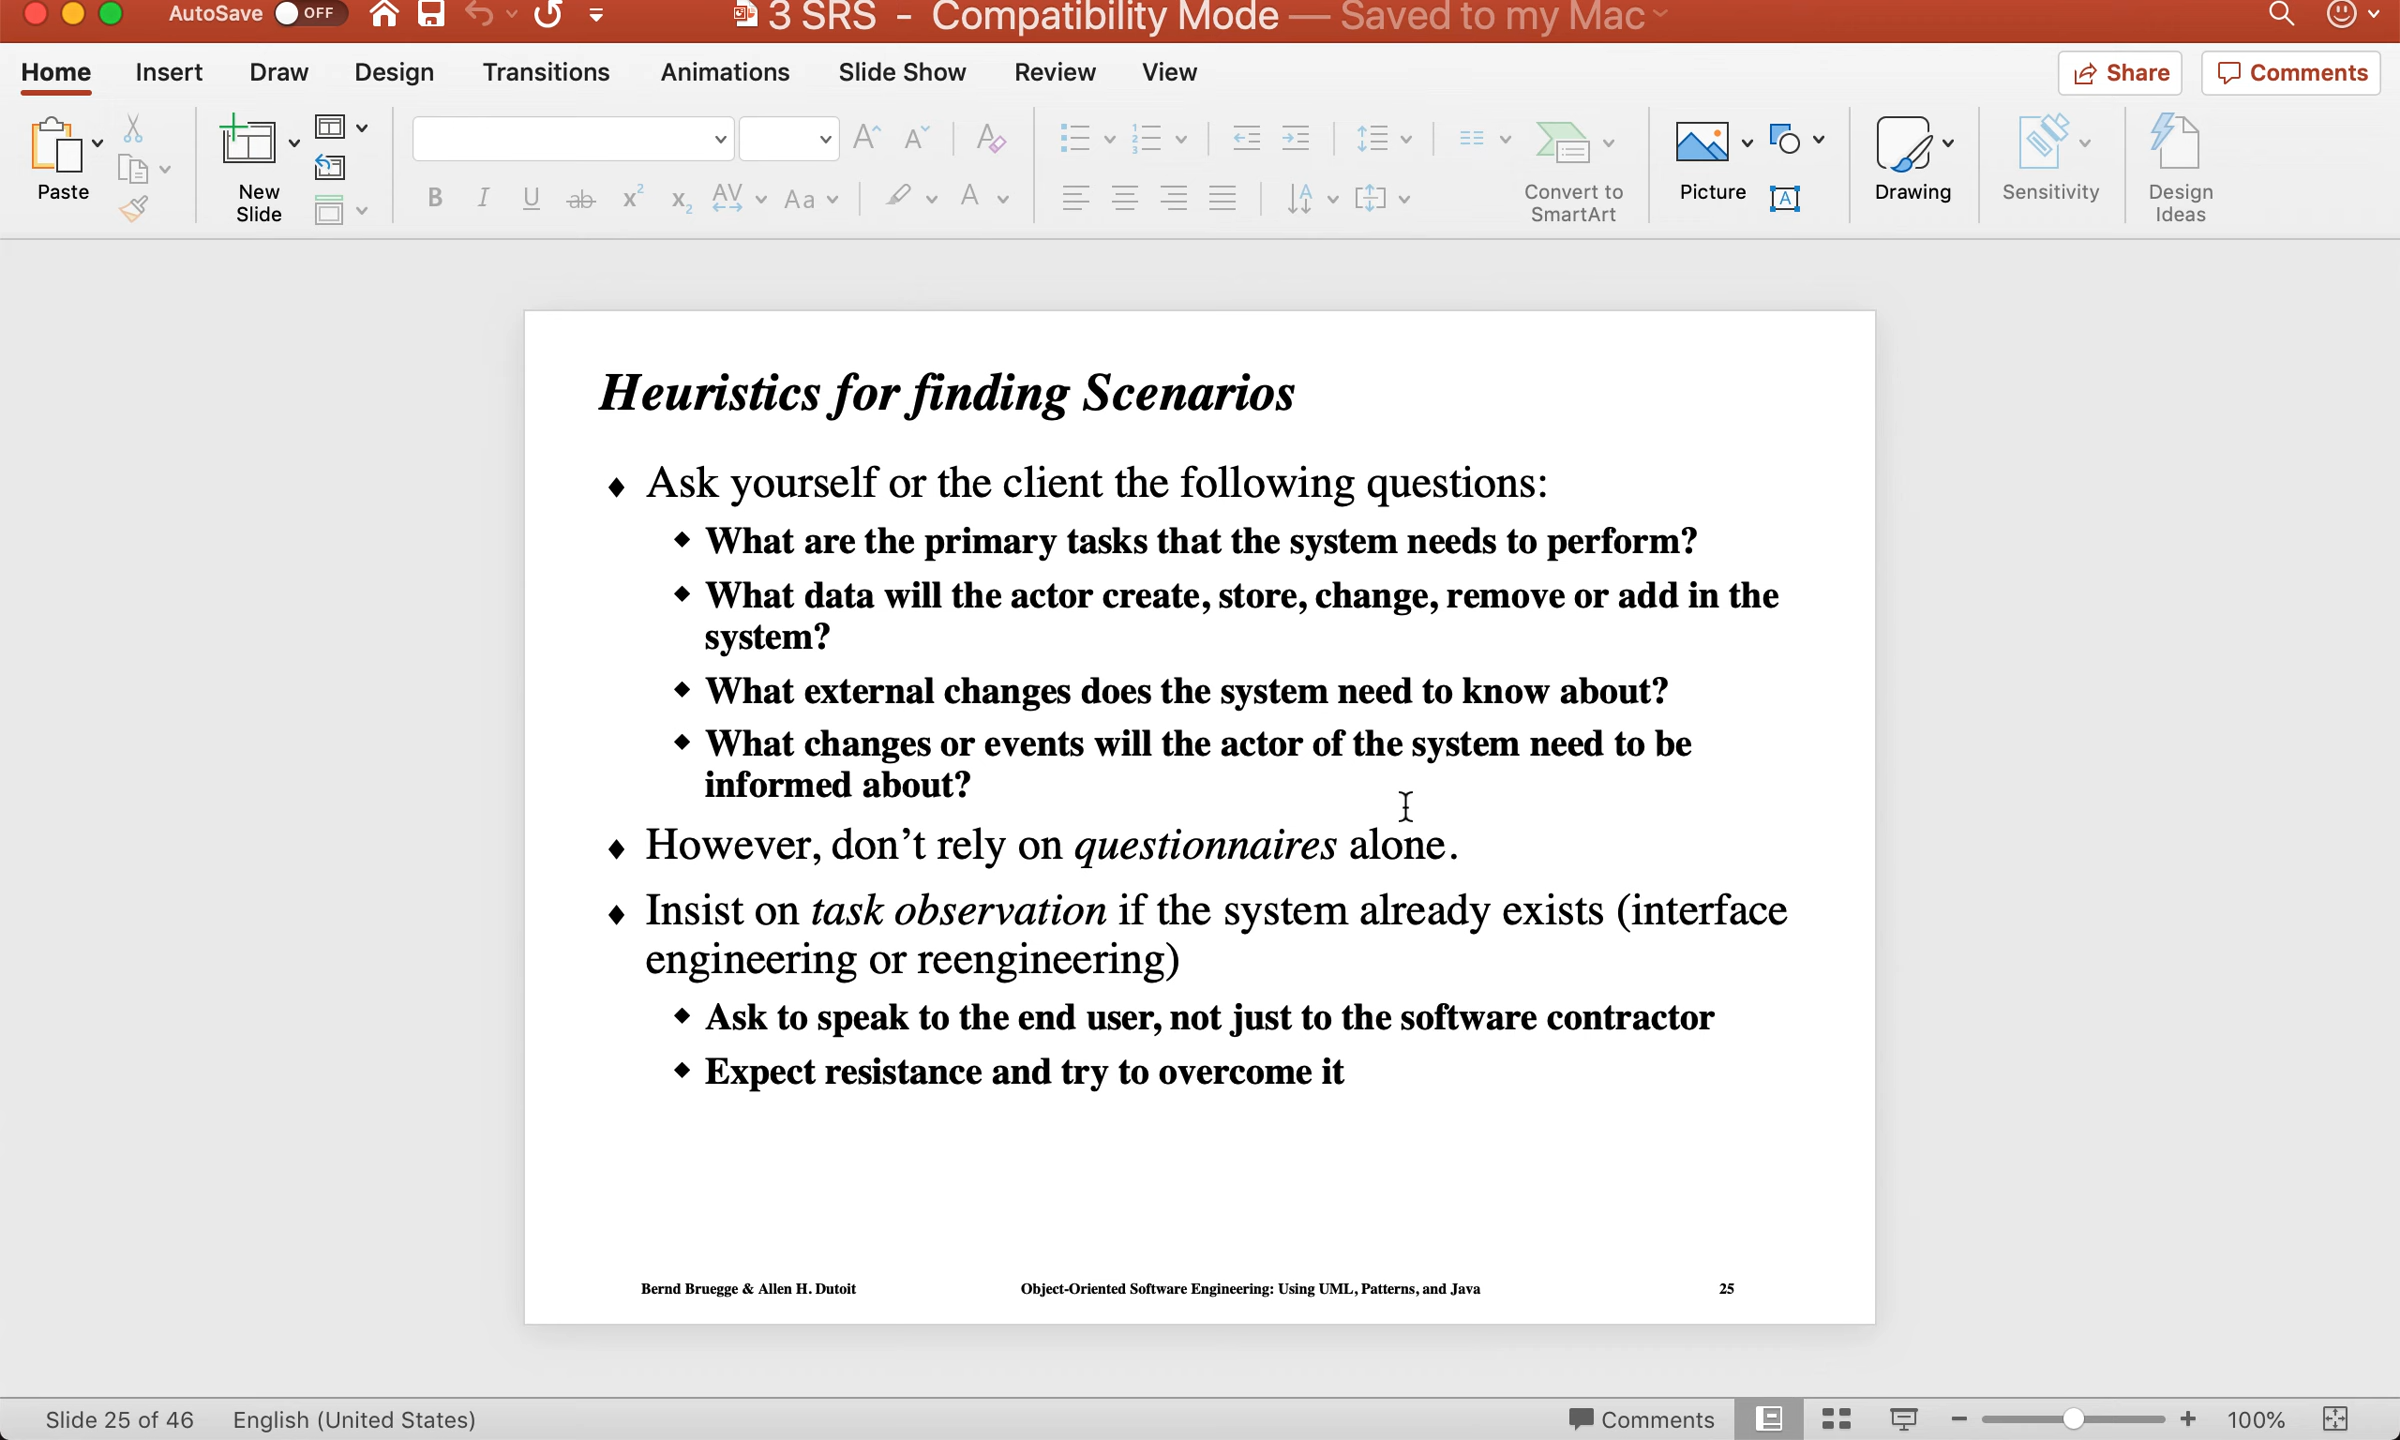 AutoSave OFF 3 SRS - Compatibility Mode — Saved to my Mac
Home Insert Draw Design Transitions Animations Slide Show Review View Share Comments
Paste New Slide Convert to SmartArt Picture Drawing Sensitivity Design Ideas
Heuristics for finding Scenarios
♦ Ask yourself or the client the following questions:
◆ What are the primary tasks that the system needs to perform?
◆ What data will the actor create, store, change, remove or add in the
system?
◆ What external changes does the system need to know about?
◆ What changes or events will the actor of the system need to be
informed about?
♦ However, don’t rely on questionnaires alone.
♦ Insist on task observation if the system already exists (interface
engineering or reengineering)
◆ Ask to speak to the end user, not just to the software contractor
◆ Expect resistance and try to overcome it
Bernd Bruegge & Allen H. Dutoit Object-Oriented Software Engineering: Using UML, Patterns, and Java 25
Slide 25 of 46 English (United States) Comments 100%